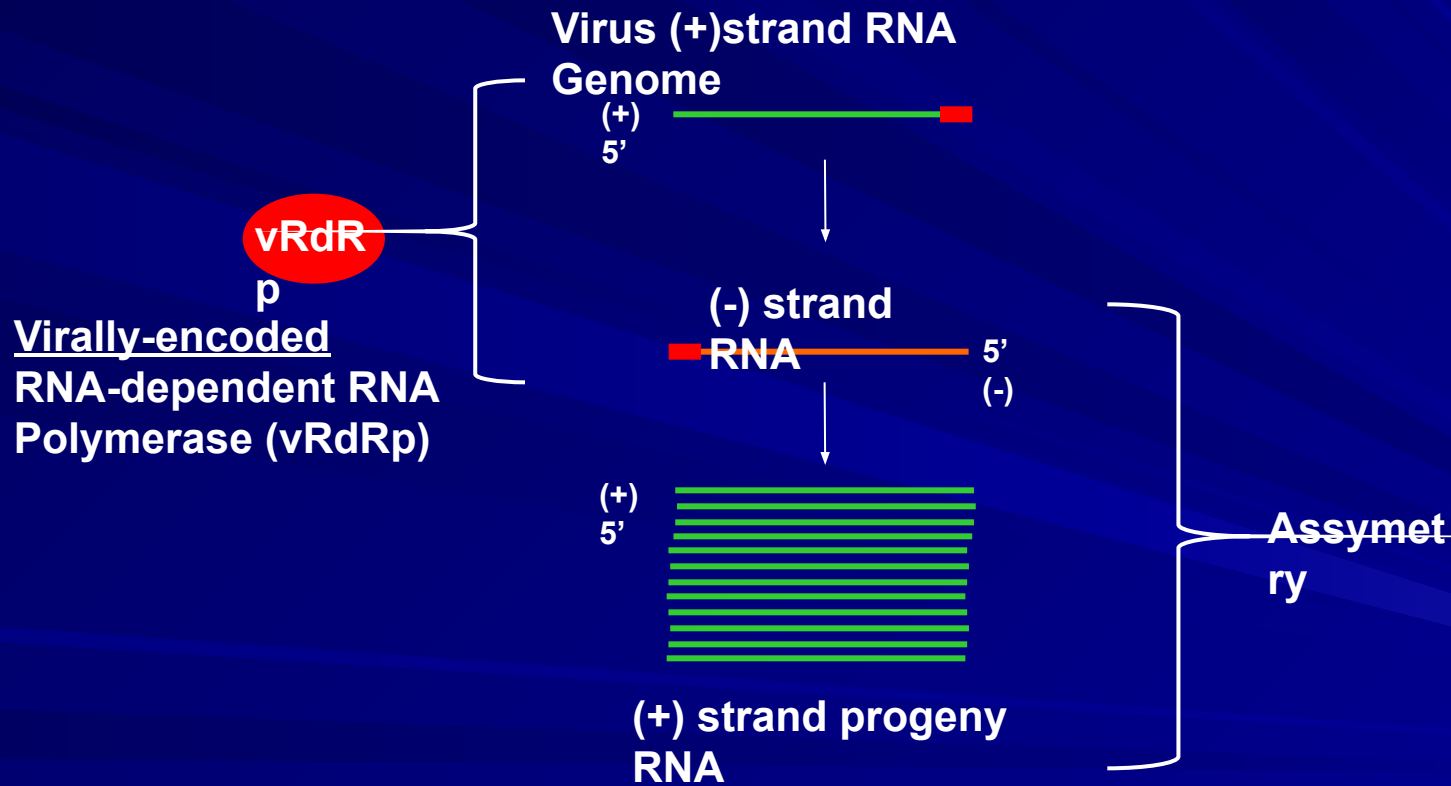 Virus (+)strand RNA
Genome
(+)
5’
vRdR
p
Virally-encoded
RNA-dependent RNA
Polymerase (vRdRp)
(-) strand
RNA
5’
(-)
(+)
5’
Assymet
ry
(+) strand progeny
RNA